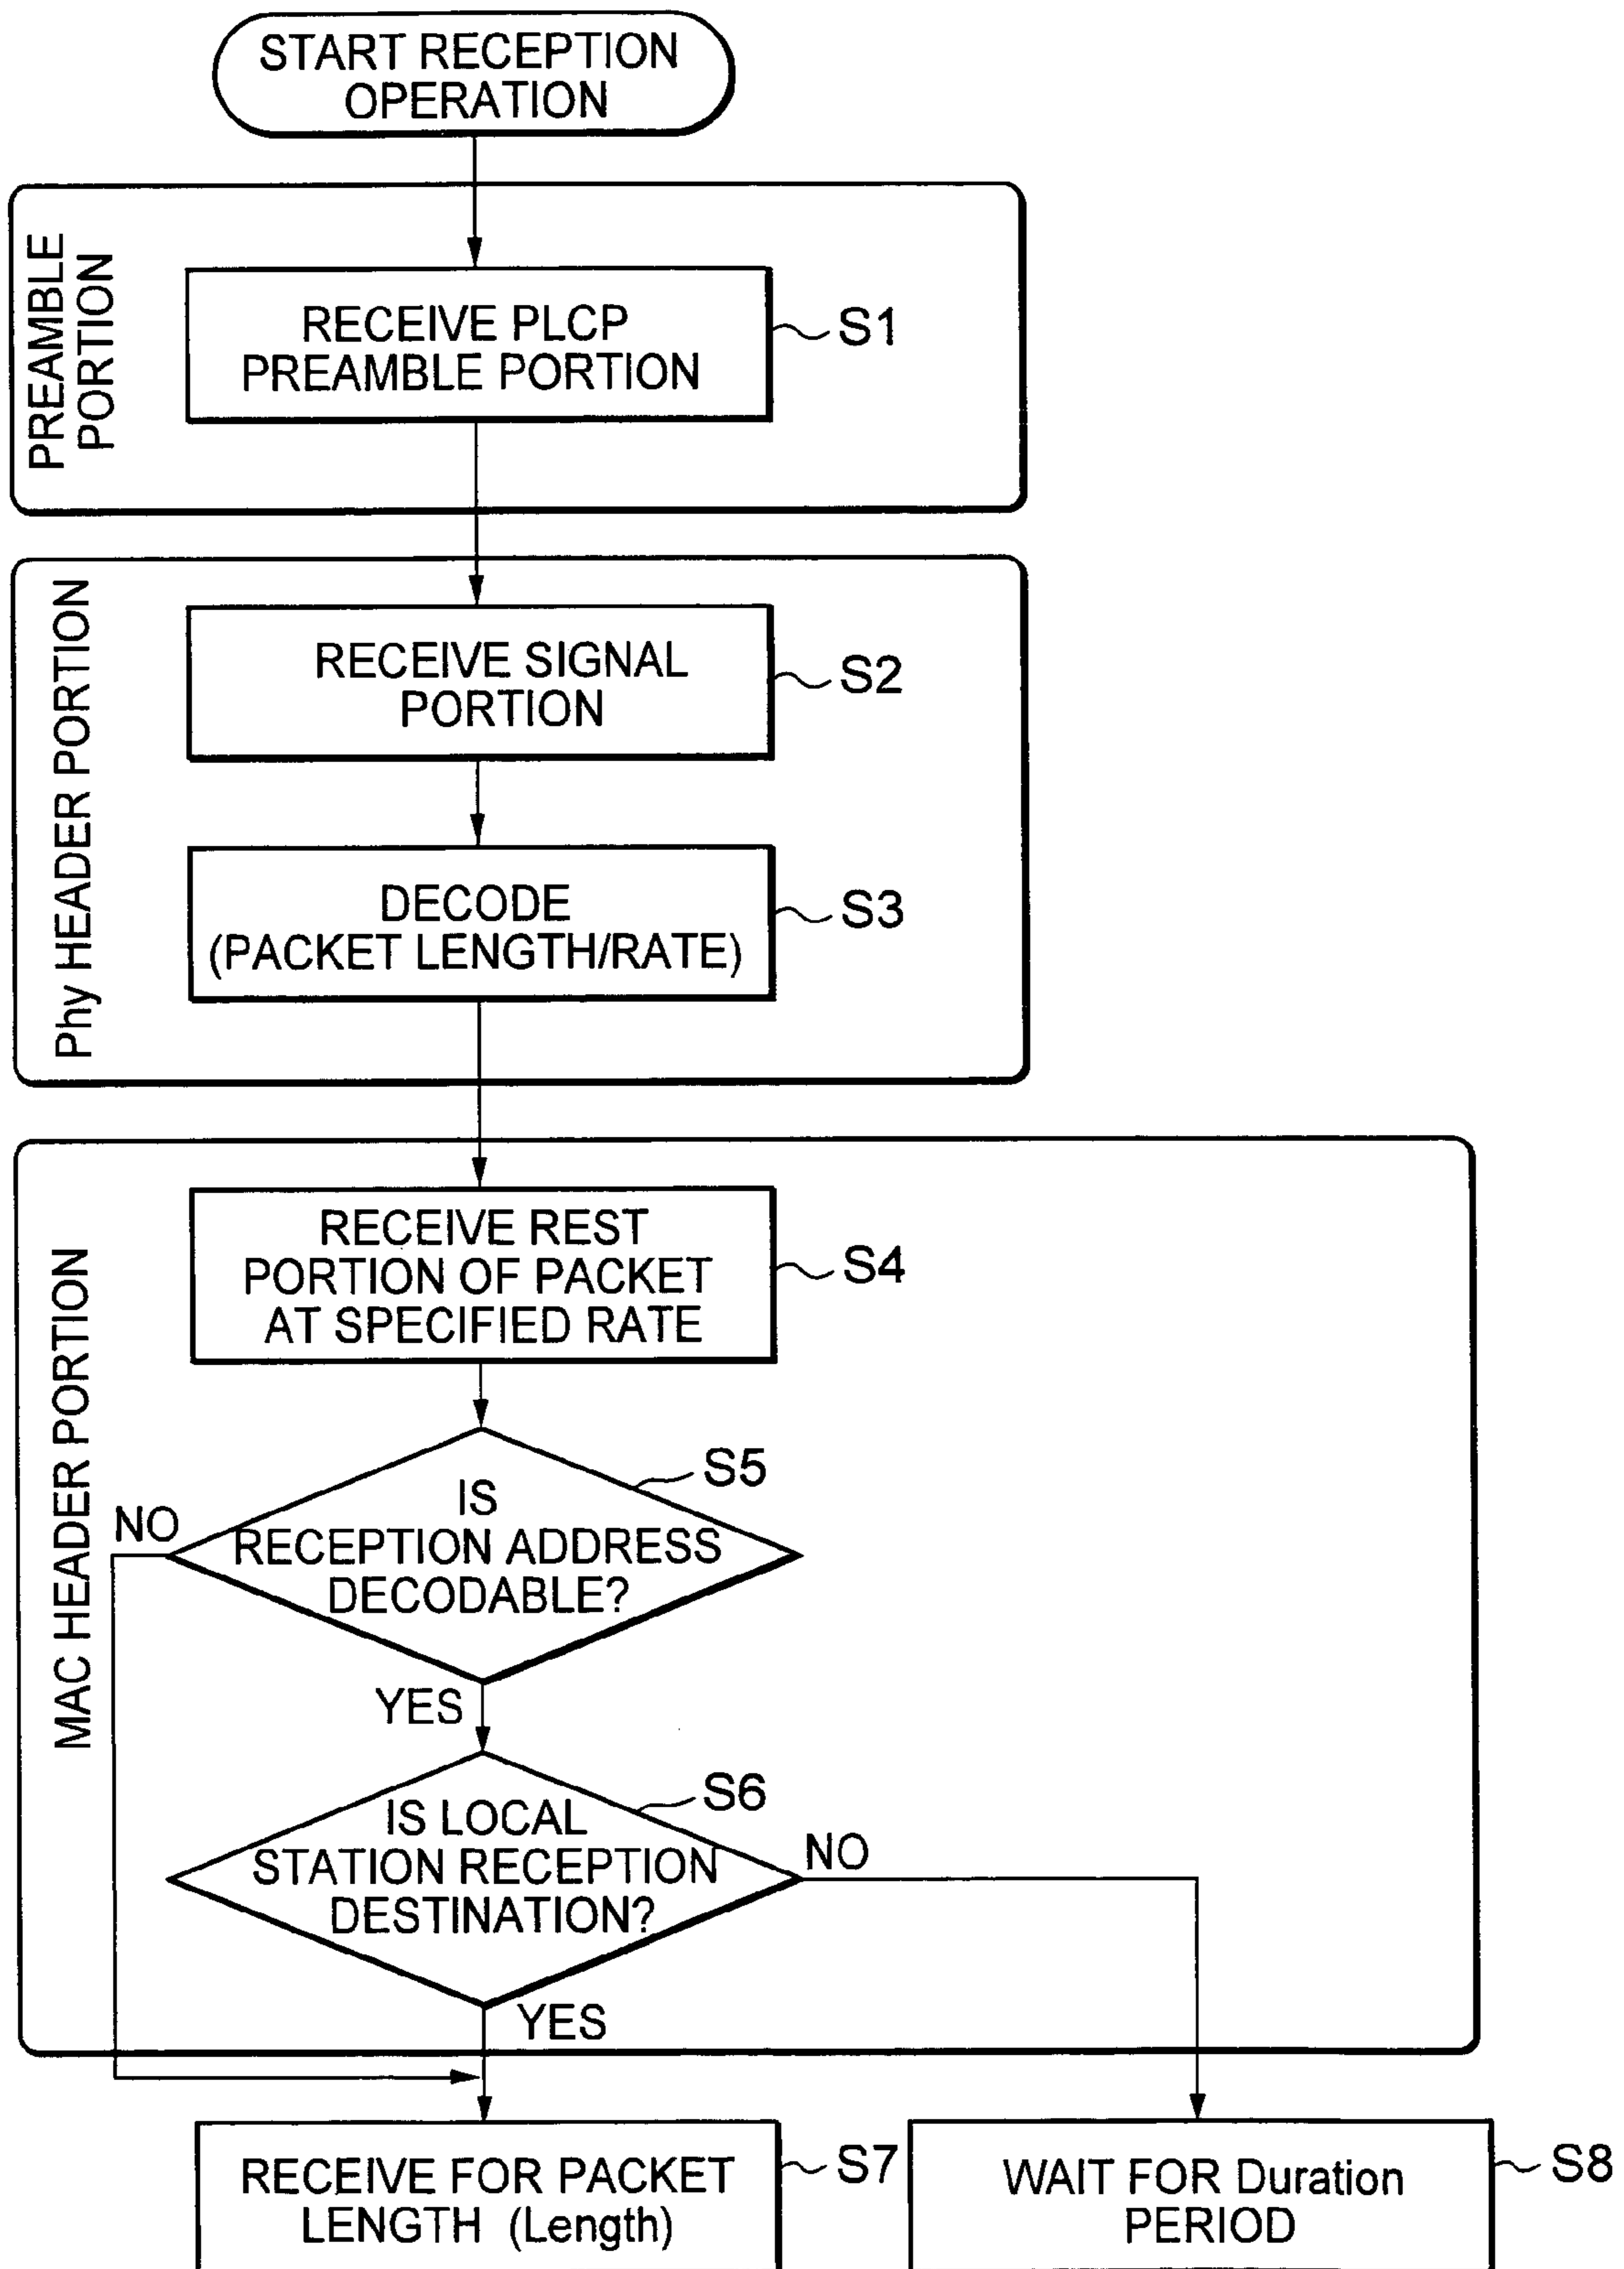 START RECEPTION
OPERATION
PREAMBLE
PORTION
RECEIVE PLCP
PREAMBLE PORTION
S1
Phy HEADER PORTION
RECEIVE SIGNAL
PORTION
S2
DECODE
(PACKET LENGTH/RATE)
S3
MAC HEADER PORTION
RECEIVE REST
PORTION OF PACKET
AT SPECIFIED RATE
S4
S5
IS
RECEPTION ADDRESS
DECODABLE?
NO
YES
S6
IS LOCAL
STATION RECEPTION
DESTINATION?
NO
YES
RECEIVE FOR PACKET
LENGTH (Length)
S7
WAIT FOR Duration
PERIOD
S8